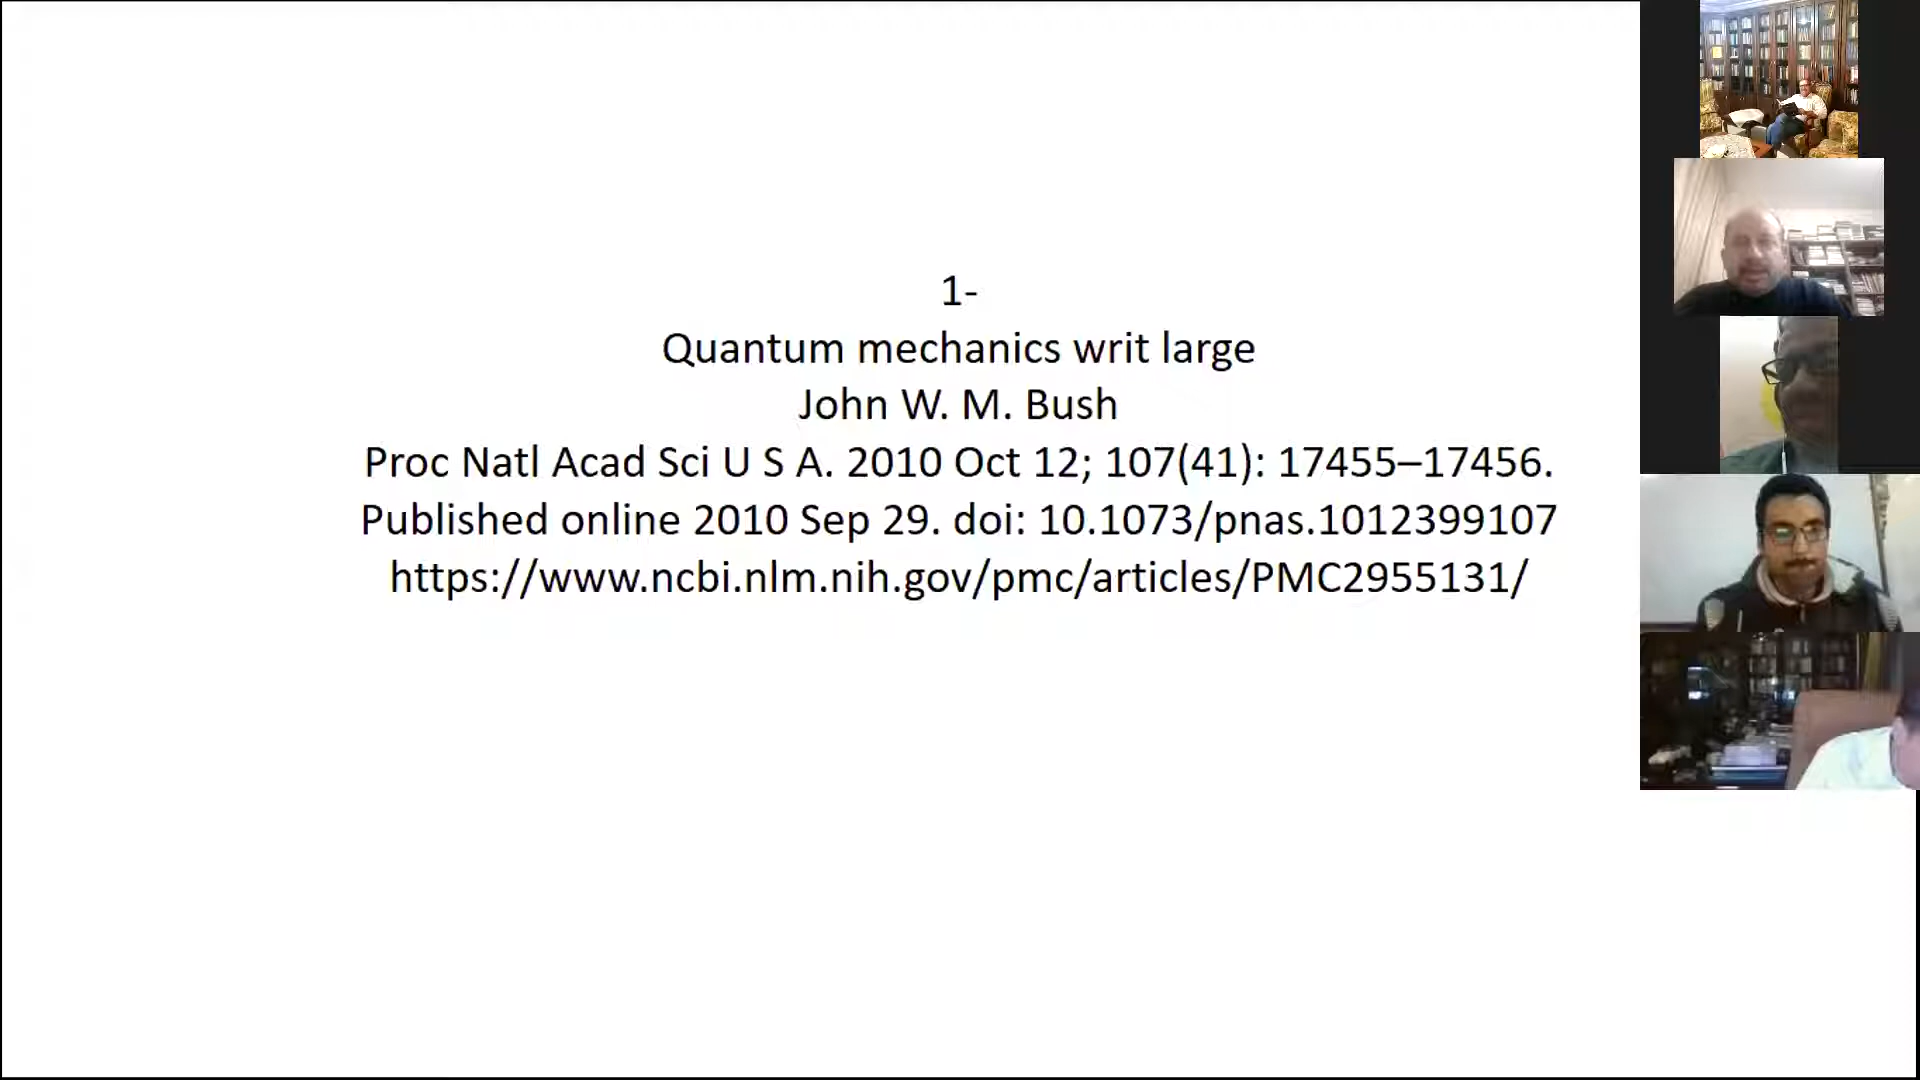 1-
Quantum mechanics writ large
John W. M. Bush
Proc Natl Acad Sci U S A. 2010 Oct 12; 107(41): 17455–17456.
Published online 2010 Sep 29. doi: 10.1073/pnas.1012399107
https://www.ncbi.nlm.nih.gov/pmc/articles/PMC2955131/